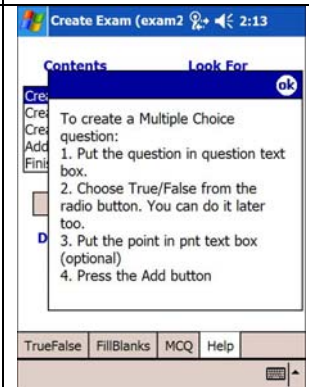 Create Exam (exam2 2:13
Contents Look For
ok
Cre
Cre
Cre
Add
Finis
D
To create a Multiple Choice
question:
1. Put the question in question text
box.
2. Choose True/False from the
radio button. You can do it later
too.
3. Put the point in pnt text box
(optional)
4. Press the Add button
TrueFalse FillBlanks MCQ Help